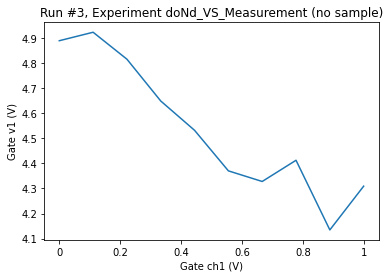 Run #3, Experiment doNd_VS_Measurement (no sample)
4.9
4.8
4.7
4.6
4.5
4.4
4.3
4.2
4.1
Gate v1 (V)
0 0.2 0.4 0.6 0.8 1
Gate ch1 (V)